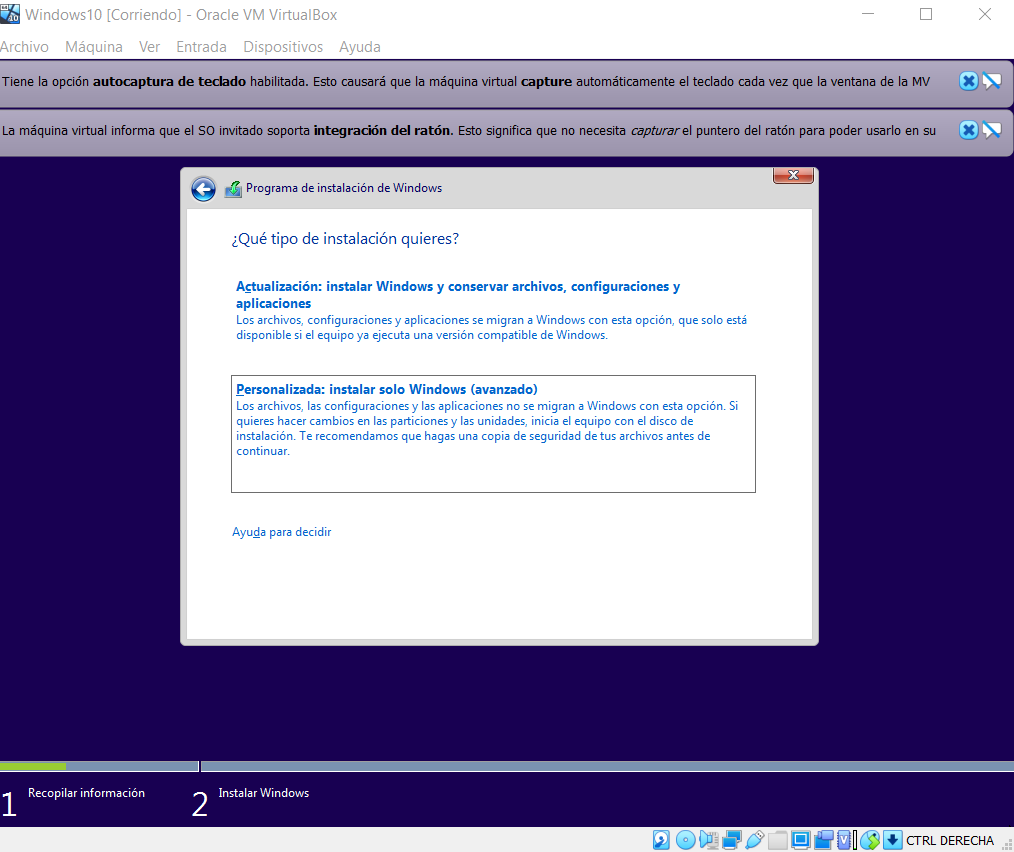 Windows10 [Corriendo] - Oracle VM VirtualBox
Archivo Máquina Ver Entrada Dispositivos Ayuda
Tiene la opción autocaptura de teclado habilitada. Esto causará que la máquina virtual capture automáticamente el teclado cada vez que la ventana de la MV
La máquina virtual informa que el SO invitado soporta integración del ratón. Esto significa que no necesita capturar el puntero del ratón para poder usarlo en su
Programa de instalación de Windows
¿Qué tipo de instalación quieres?
Actualización: instalar Windows y conservar archivos, configuraciones y
aplicaciones
Los archivos, configuraciones y aplicaciones se migran a Windows con esta opción, que solo está
disponible si el equipo ya ejecuta una versión compatible de Windows.
Personalizada: instalar solo Windows (avanzado)
Los archivos, las configuraciones y las aplicaciones no se migran a Windows con esta opción. Si
quieres hacer cambios en las particiones y las unidades, inicia el equipo con el disco de
instalación. Te recomendamos que hagas una copia de seguridad de tus archivos antes de
continuar.
Ayuda para decidir
1 Recopilar información
2 Instalar Windows
CTRL DERECHA